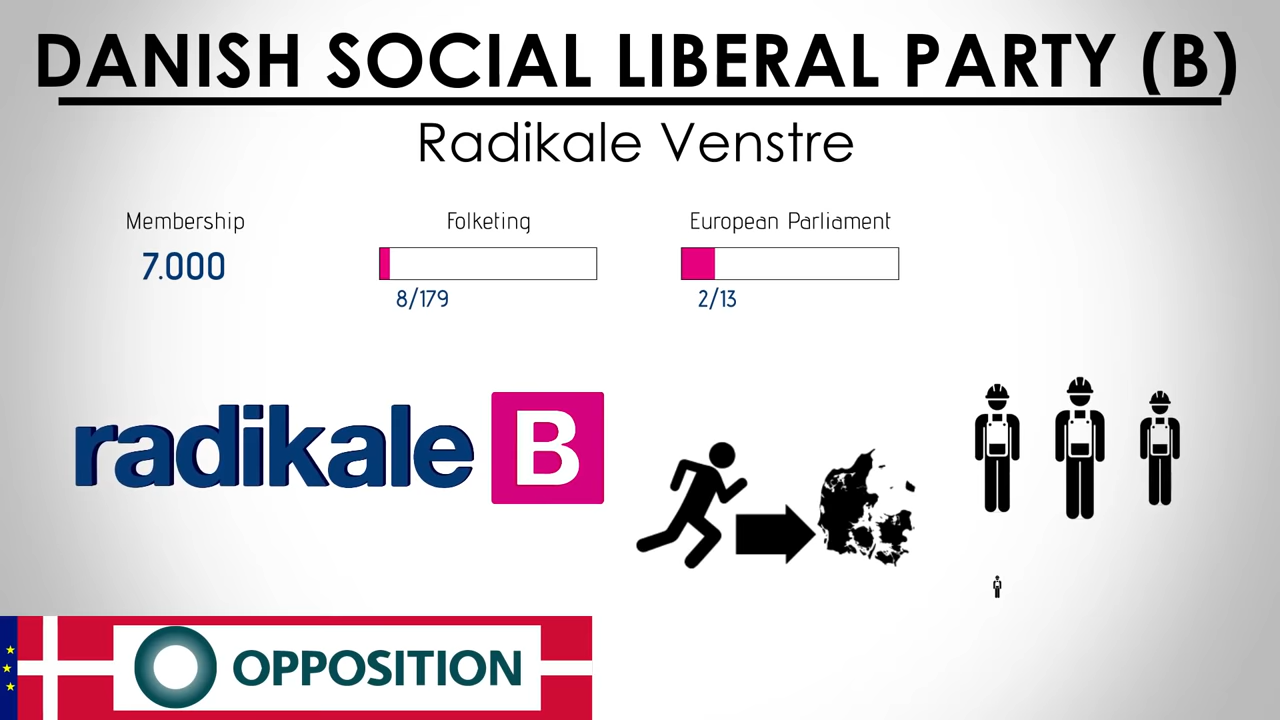 DANISH SOCIAL LIBERAL PARTY (B)
Radikale Venstre
Membership
7.000
Folketing
8/179
European Parliament
2/13
radikale B
OPPOSITION